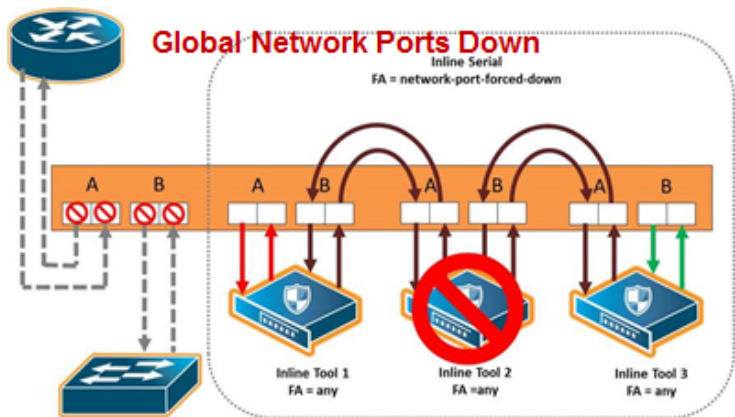 Global Network Ports Down
Inline Serial
FA = network-port-forced-down
A B A B A B A B
Inline Tool 1
FA = any
Inline Tool 2
FA =any
Inline Tool 3
FA = any